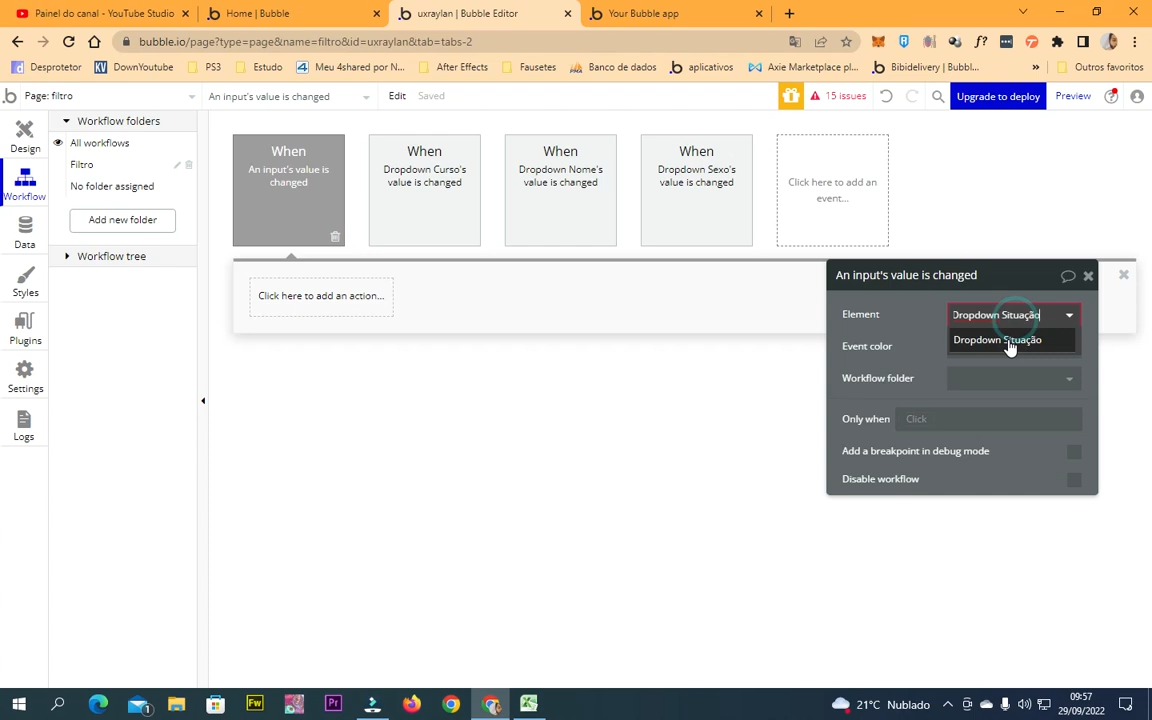 Painel do canal - YouTube Studio
Home | Bubble
uxraylan | Bubble Editor
Your Bubble app
bubble.io/page?type=page&name=filtro&id=uxraylan&tab=tabs-2
Desprotetor
DownYoutube
PS3
Estudo
Meu 4shared por N...
After Effects
Fausetes
Banco de dados
aplicativos
Axie Marketplace pl...
Bibidelivery | Bubbl...
Outros favoritos
Page: filtro
An input's value is changed
Edit
Saved
15 issues
Upgrade to deploy
Preview
Design
Workflow
Data
Styles
Plugins
Settings
Logs
Workflow folders
All workflows
Filtro
No folder assigned
Add new folder
Workflow tree
When
An input's value is
changed
When
Dropdown Curso's
value is changed
When
Dropdown Nome's
value is changed
When
Dropdown Sexo's
value is changed
Click here to add an
event...
Click here to add an action...
An input's value is changed
Element
Dropdown Situação
Dropdown Situação
Event color
Workflow folder
Only when
Click
Add a breakpoint in debug mode
Disable workflow
21°C Nublado
09:57
29/09/2022